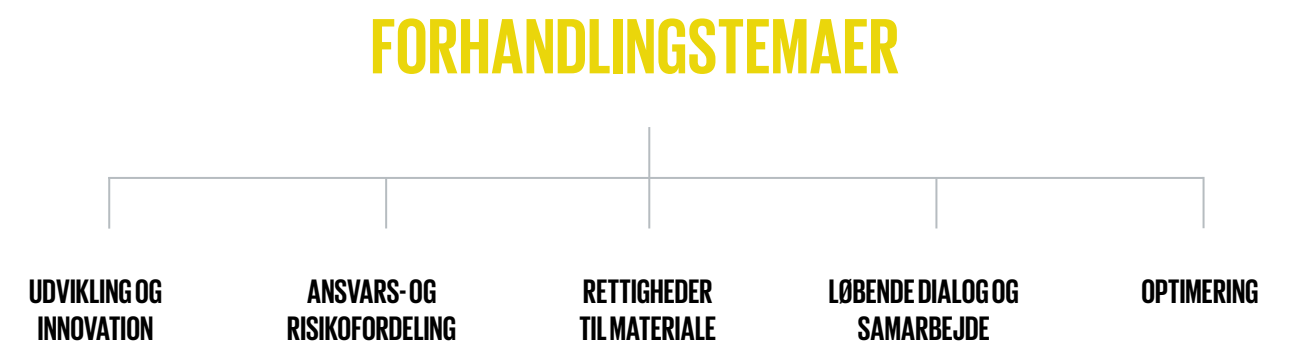 FORHANDLINGSTEMAER
UDVIKLING OG
INNOVATION
ANSVARS- OG
RISIKOFORDELING
RETTIGHEDER
TIL MATERIALE
LØBENDE DIALOG OG
SAMARBEJDE
OPTIMERING